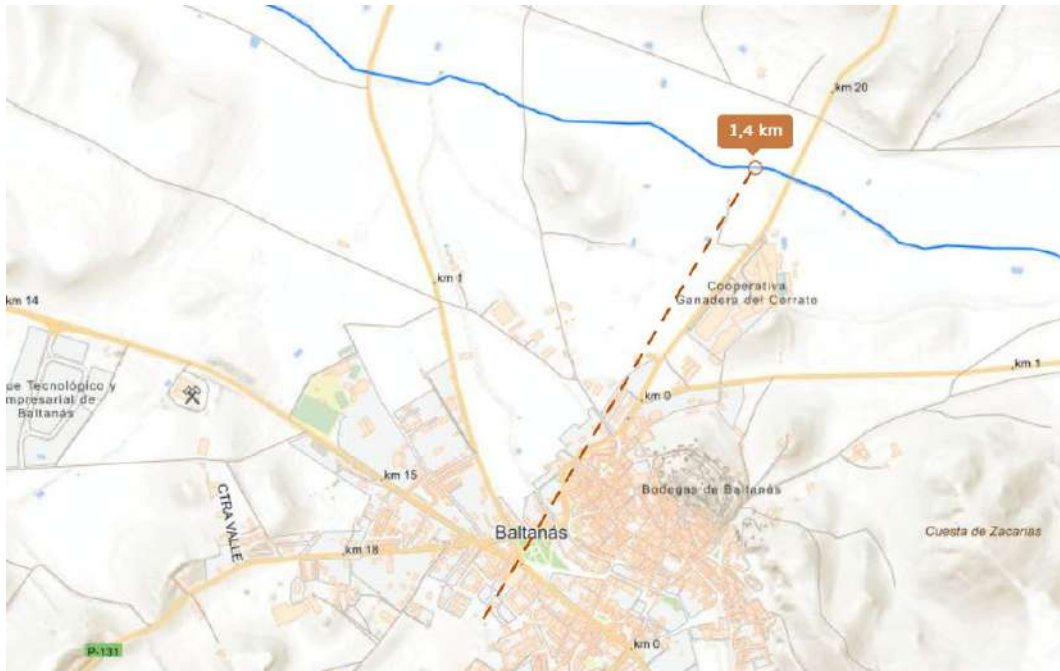 km 20
1,4 km
km 1
Cooperativa
Ganadera del Cerrato
km 14
km 1
ue Tecnológico y
mpresarial de
Baltanás
km 0
km 15
CTRA VALLE
Bodegas de Baltanás
Baltanás
Cuesta de Zacarías
km 18
km 0
P-131